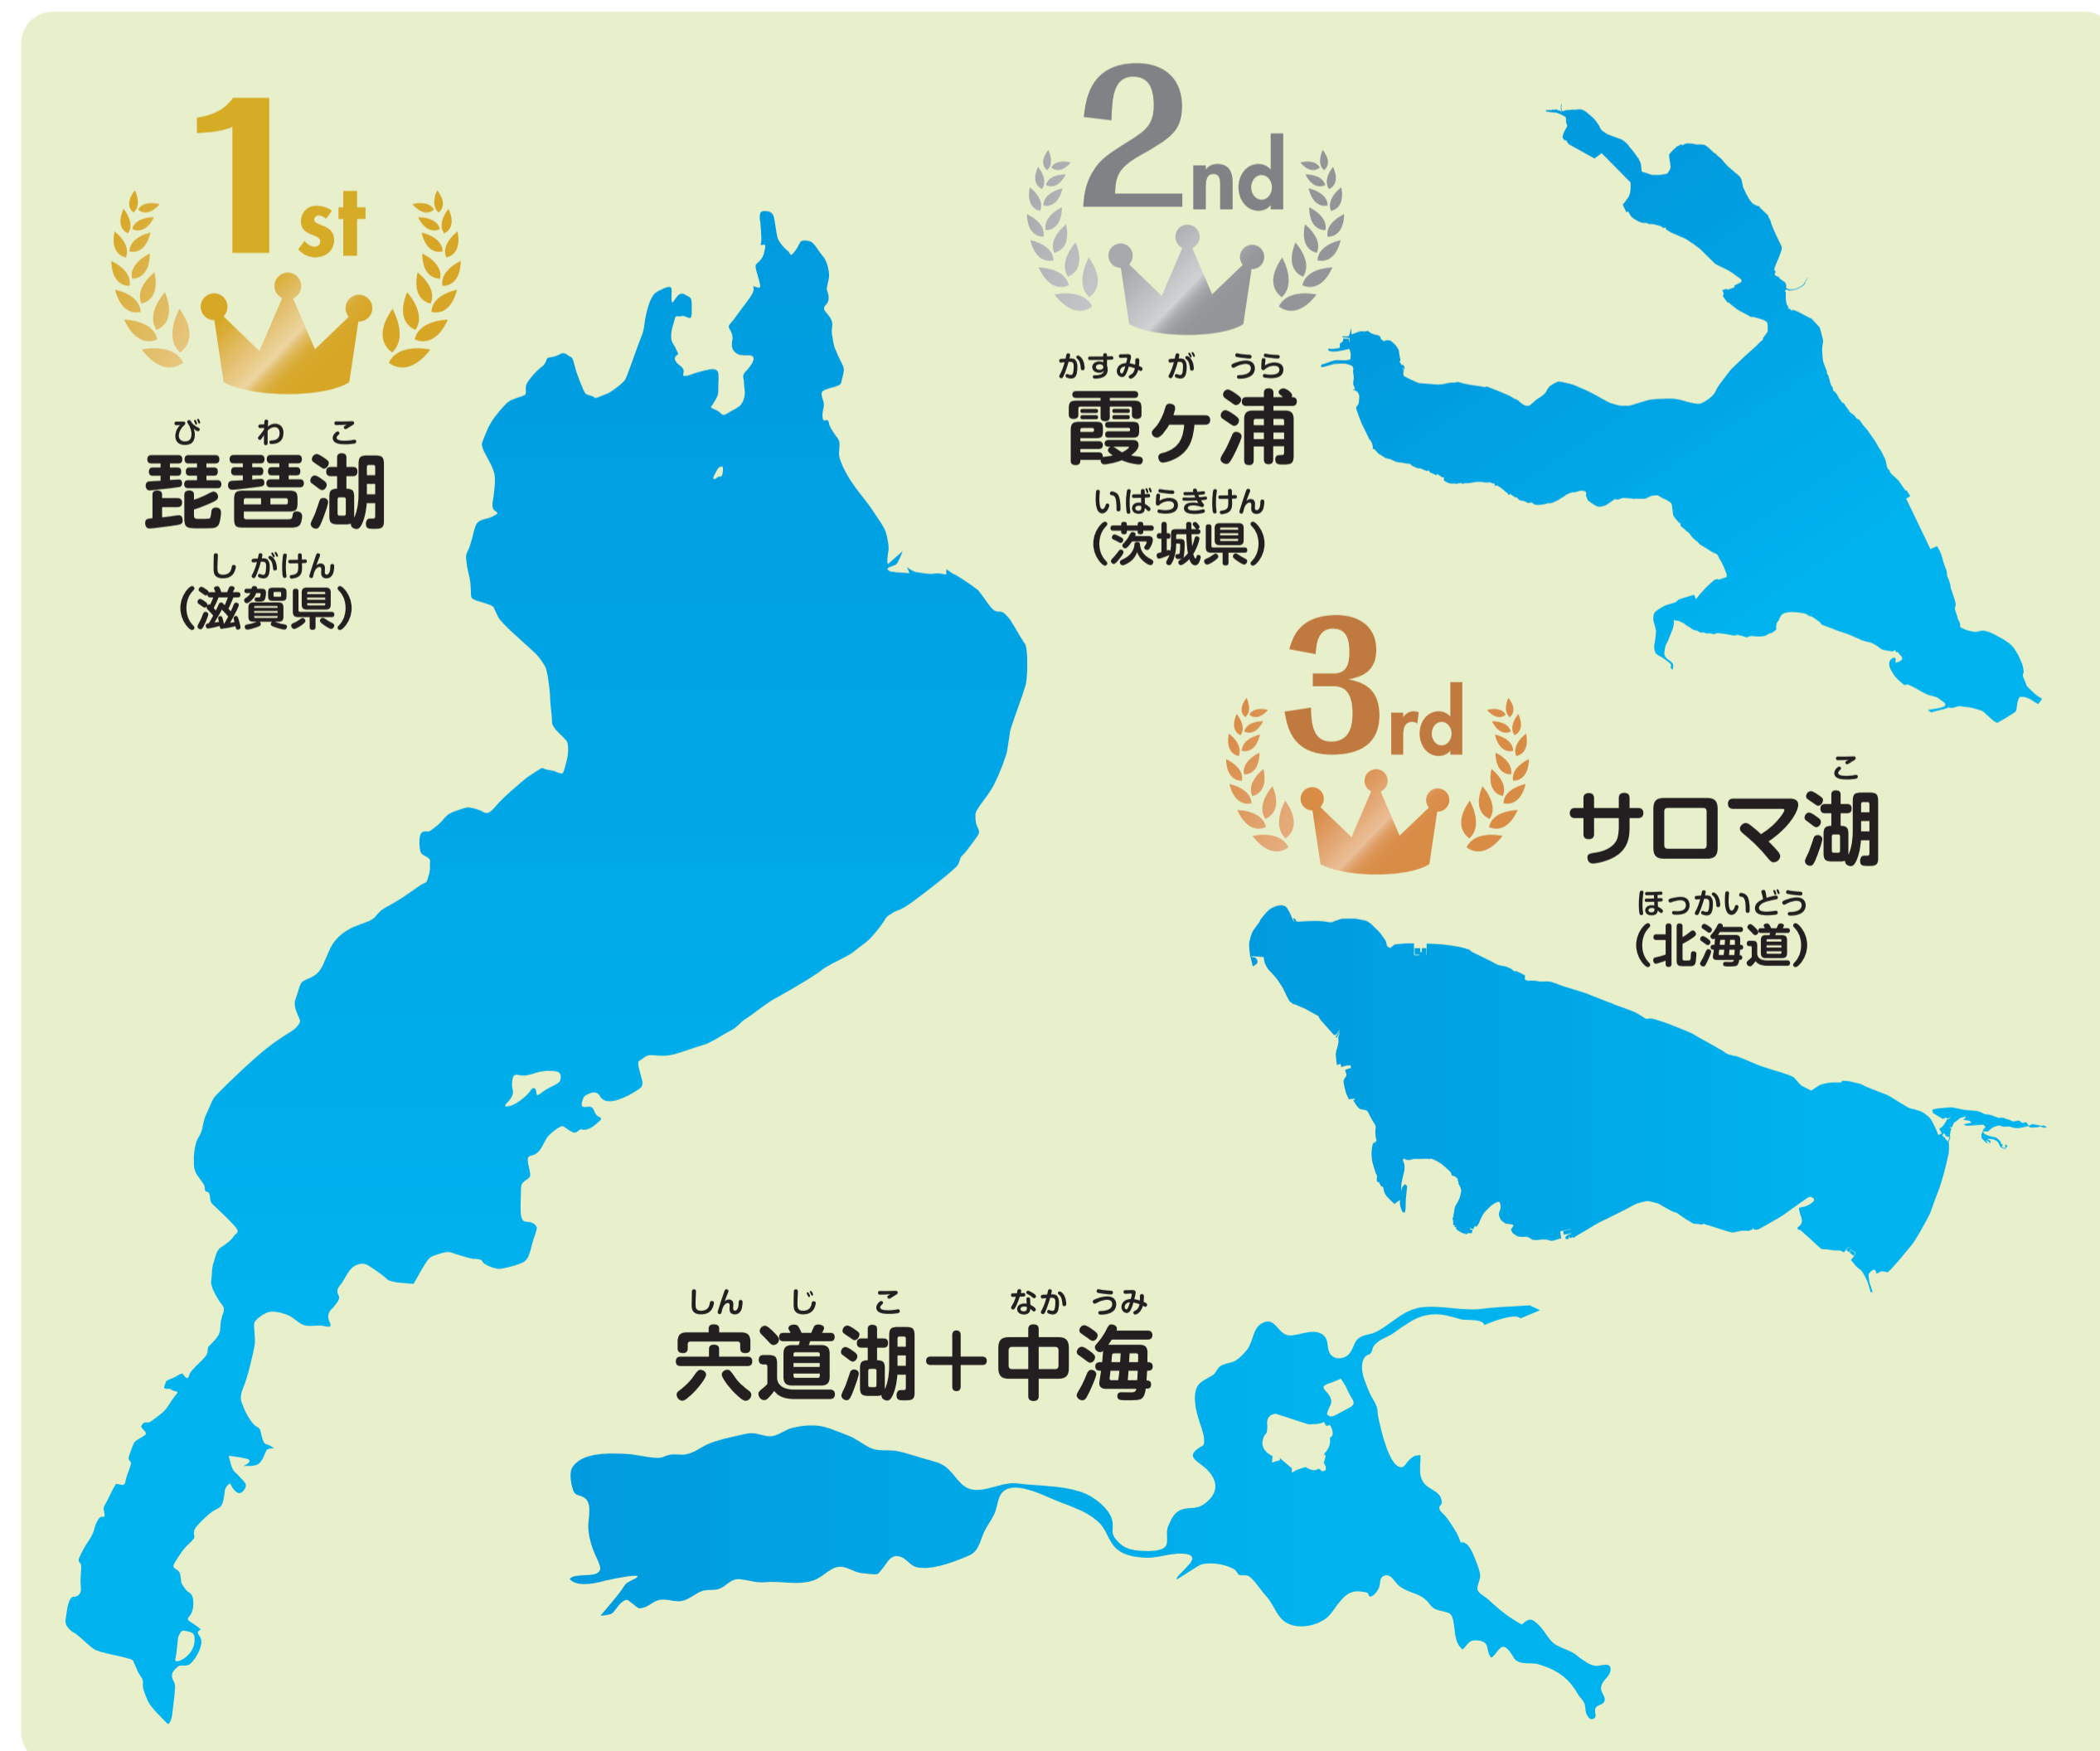 1st
びわこ
琵琶湖
しがけん
(滋賀県)
2nd
かすみがうら
霞ヶ浦
いばらきけん
(茨城県)
3rd
こ
サロマ湖
ほっかいどう
(北海道)
しんじこ なかうみ
宍道湖+中海